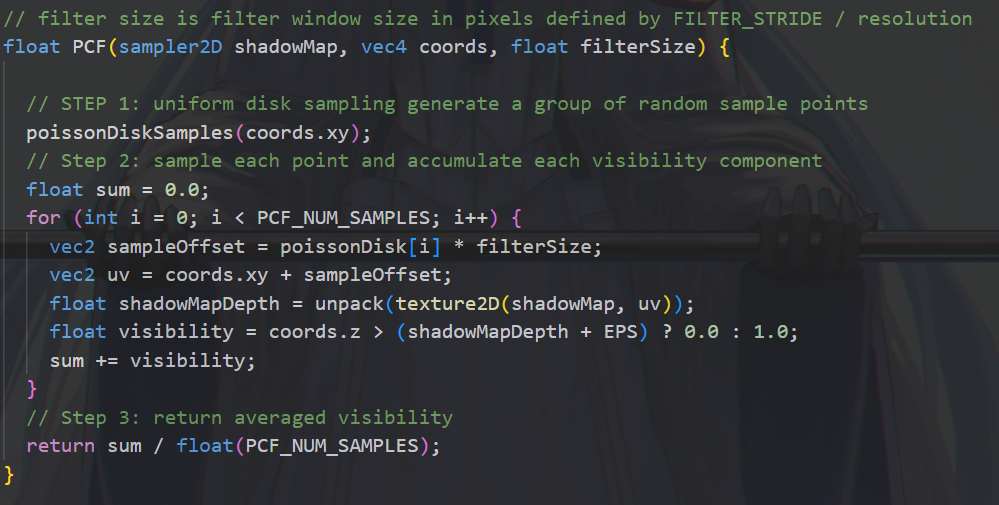 // filter size is filter window size in pixels defined by FILTER_STRIDE / resolution
float PCF(sampler2D shadowMap, vec4 coords, float filterSize) {
// STEP 1: uniform disk sampling generate a group of random sample points
poissonDiskSamples(coords.xy);
// Step 2: sample each point and accumulate each visibility component
float sum = 0.0;
for (int i = 0; i < PCF_NUM_SAMPLES; i++) {
vec2 sampleOffset = poissonDisk[i] * filterSize;
vec2 uv = coords.xy + sampleOffset;
float shadowMapDepth = unpack(texture2D(shadowMap, uv));
float visibility = coords.z > (shadowMapDepth + EPS) ? 0.0 : 1.0;
sum += visibility;
}
// Step 3: return averaged visibility
return sum / float(PCF_NUM_SAMPLES);
}